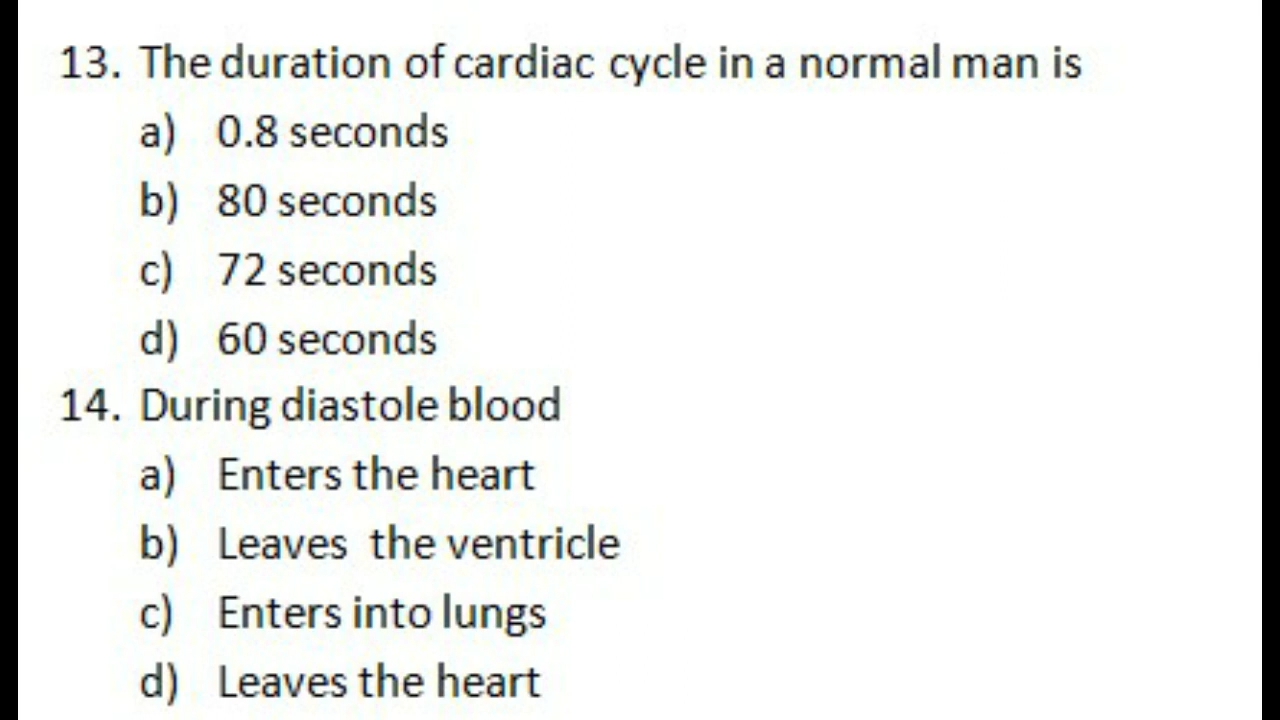 13. The duration of cardiac cycle in a normal man is
a) 0.8 seconds
b) 80 seconds
c) 72 seconds
d) 60 seconds
14. During diastole blood
a) Enters the heart
b) Leaves the ventricle
c) Enters into lungs
d) Leaves the heart